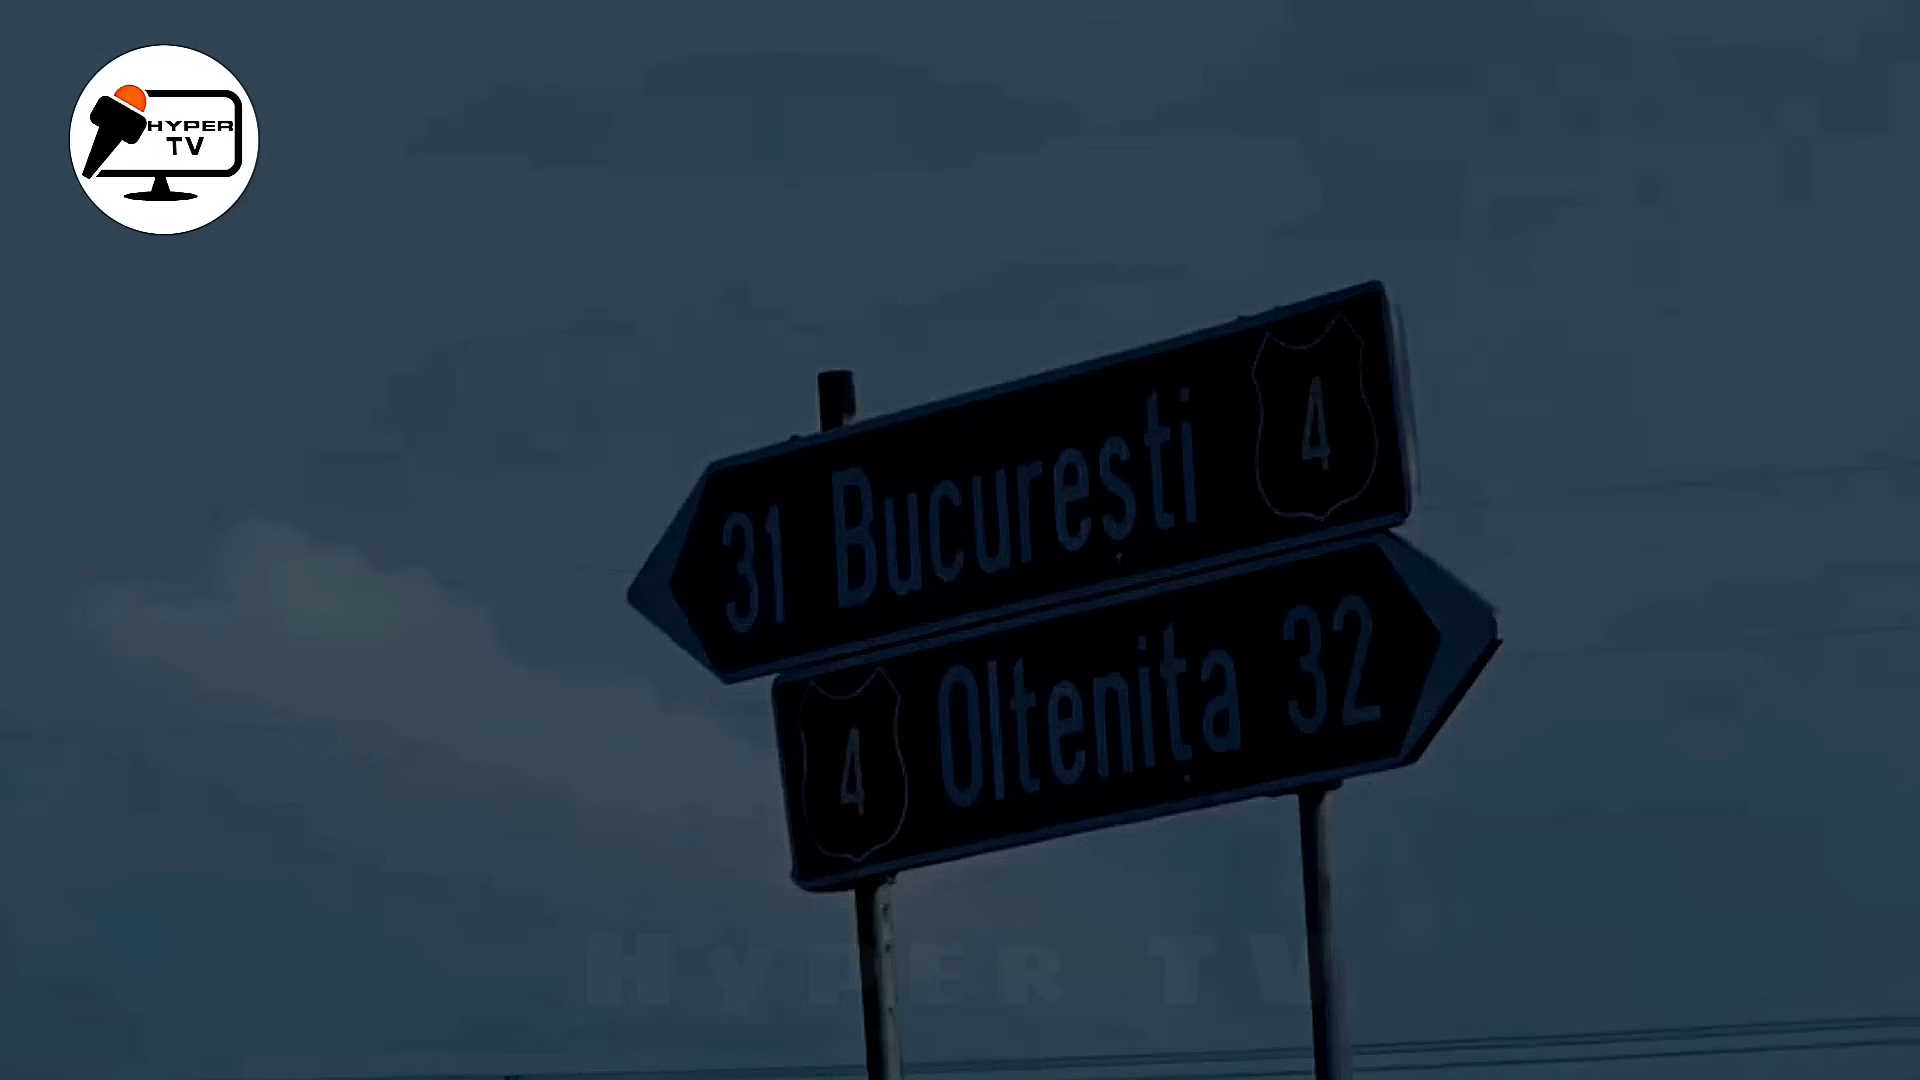 HYPER
TV
31 București 4
4 Oltenița 32
HYPER TV